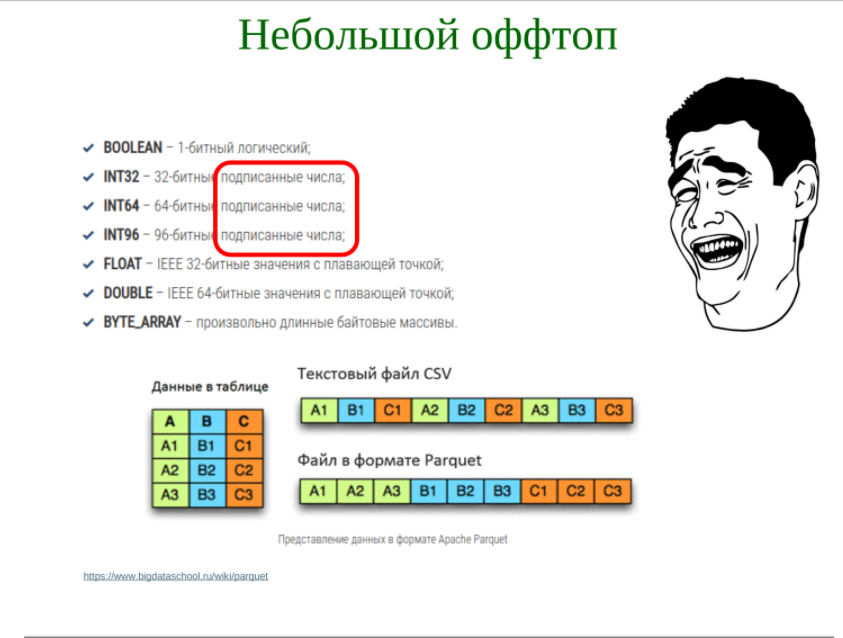 Небольшой оффтоп
BOOLEAN – 1-битный логический;
INT32 – 32-битные подписанные числа;
INT64 – 64-битные подписанные числа;
INT96 – 96-битные подписанные числа;
FLOAT – IEEE 32-битные значения с плавающей точкой;
DOUBLE – IEEE 64-битные значения с плавающей точкой;
BYTE_ARRAY – произвольно длинные байтовые массивы.
Данные в таблице
A B C
A1 B1 C1
A2 B2 C2
A3 B3 C3
Текстовый файл CSV
A1 B1 C1 A2 B2 C2 A3 B3 C3
Файл в формате Parquet
A1 A2 A3 B1 B2 B3 C1 C2 C3
Представление данных в формате Apache Parquet
https://www.bigdataschool.ru/wiki/parquet